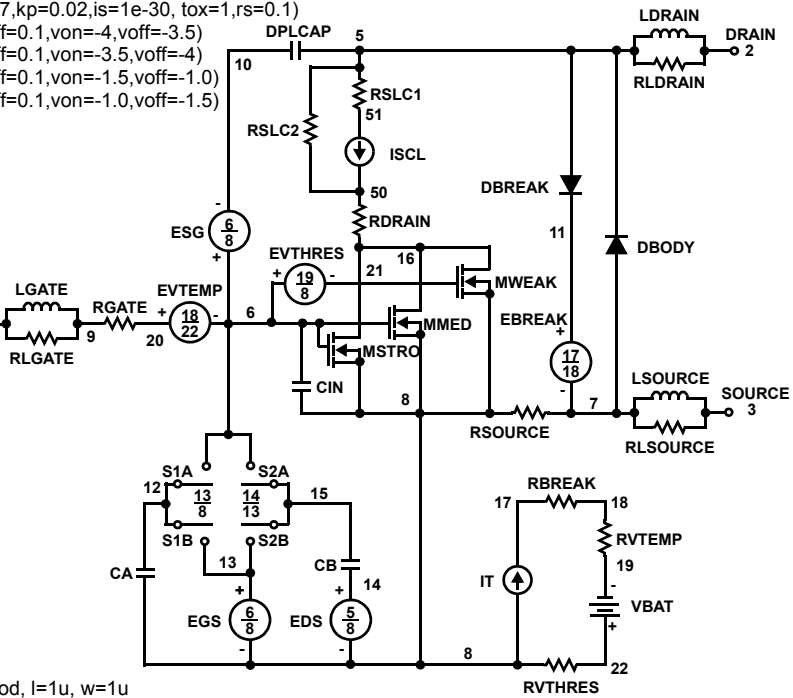 7,kp=0.02,is=1e-30, tox=1,rs=0.1)
ff=0.1,von=-4,voff=-3.5)
ff=0.1,von=-3.5,voff=-4)
ff=0.1,von=-1.5,voff=-1.0)
ff=0.1,von=-1.0,voff=-1.5)
LDRAIN
DPLCAP 5 DRAIN
10 2
RSLC1
RLDRAIN
51
RSLC2
ISCL
DBREAK
50
- RDRAIN
ESG 6 8
11
DBODY
+
EVTHRES
16
+ 19 8 - 21
MWEAK
LGATE
EVTEMP
RGATE + 18 22 - 6
MMED
EBREAK +
9 20
MSTRO
17 18
RLGATE
LSOURCE
CIN
-
SOURCE
8 7 3
RSOURCE
RLSOURCE
S1A S2A
12 13 8 14 13 15
RBREAK
17 18
S1B S2B
RVTEMP
13
CB
19
CA
14
IT
-
+ +
VBAT
EGS 6 8 EDS 5 8
+
- - 8
22
RVTHRES
od, l=1u, w=1u